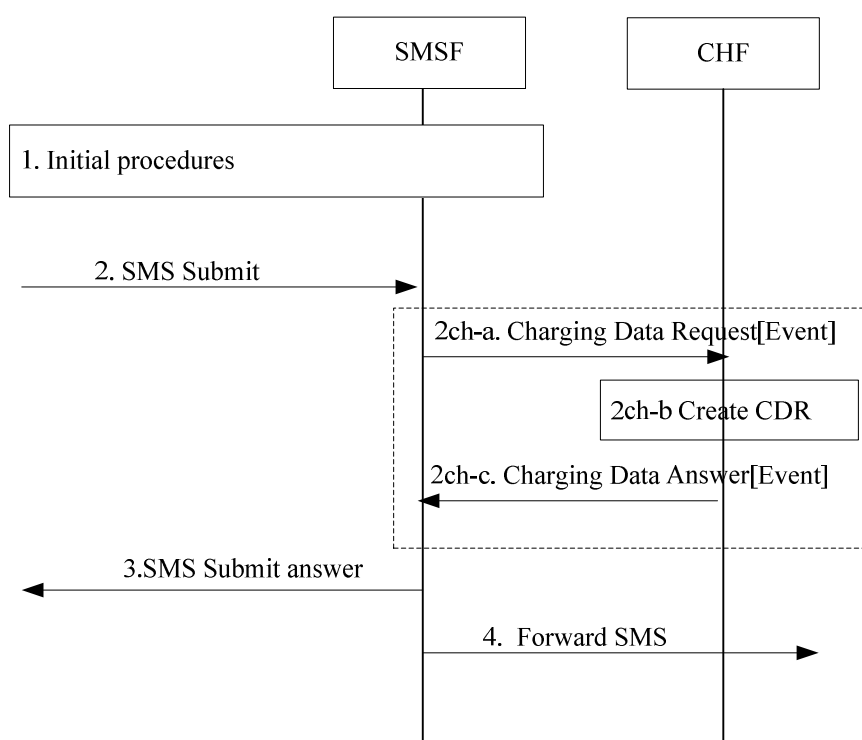 SMSF
CHF
1. Initial procedures
2. SMS Submit
2ch-a. Charging Data Request[Event]
2ch-b Create CDR
2ch-c. Charging Data Answer[Event]
3.SMS Submit answer
4. Forward SMS